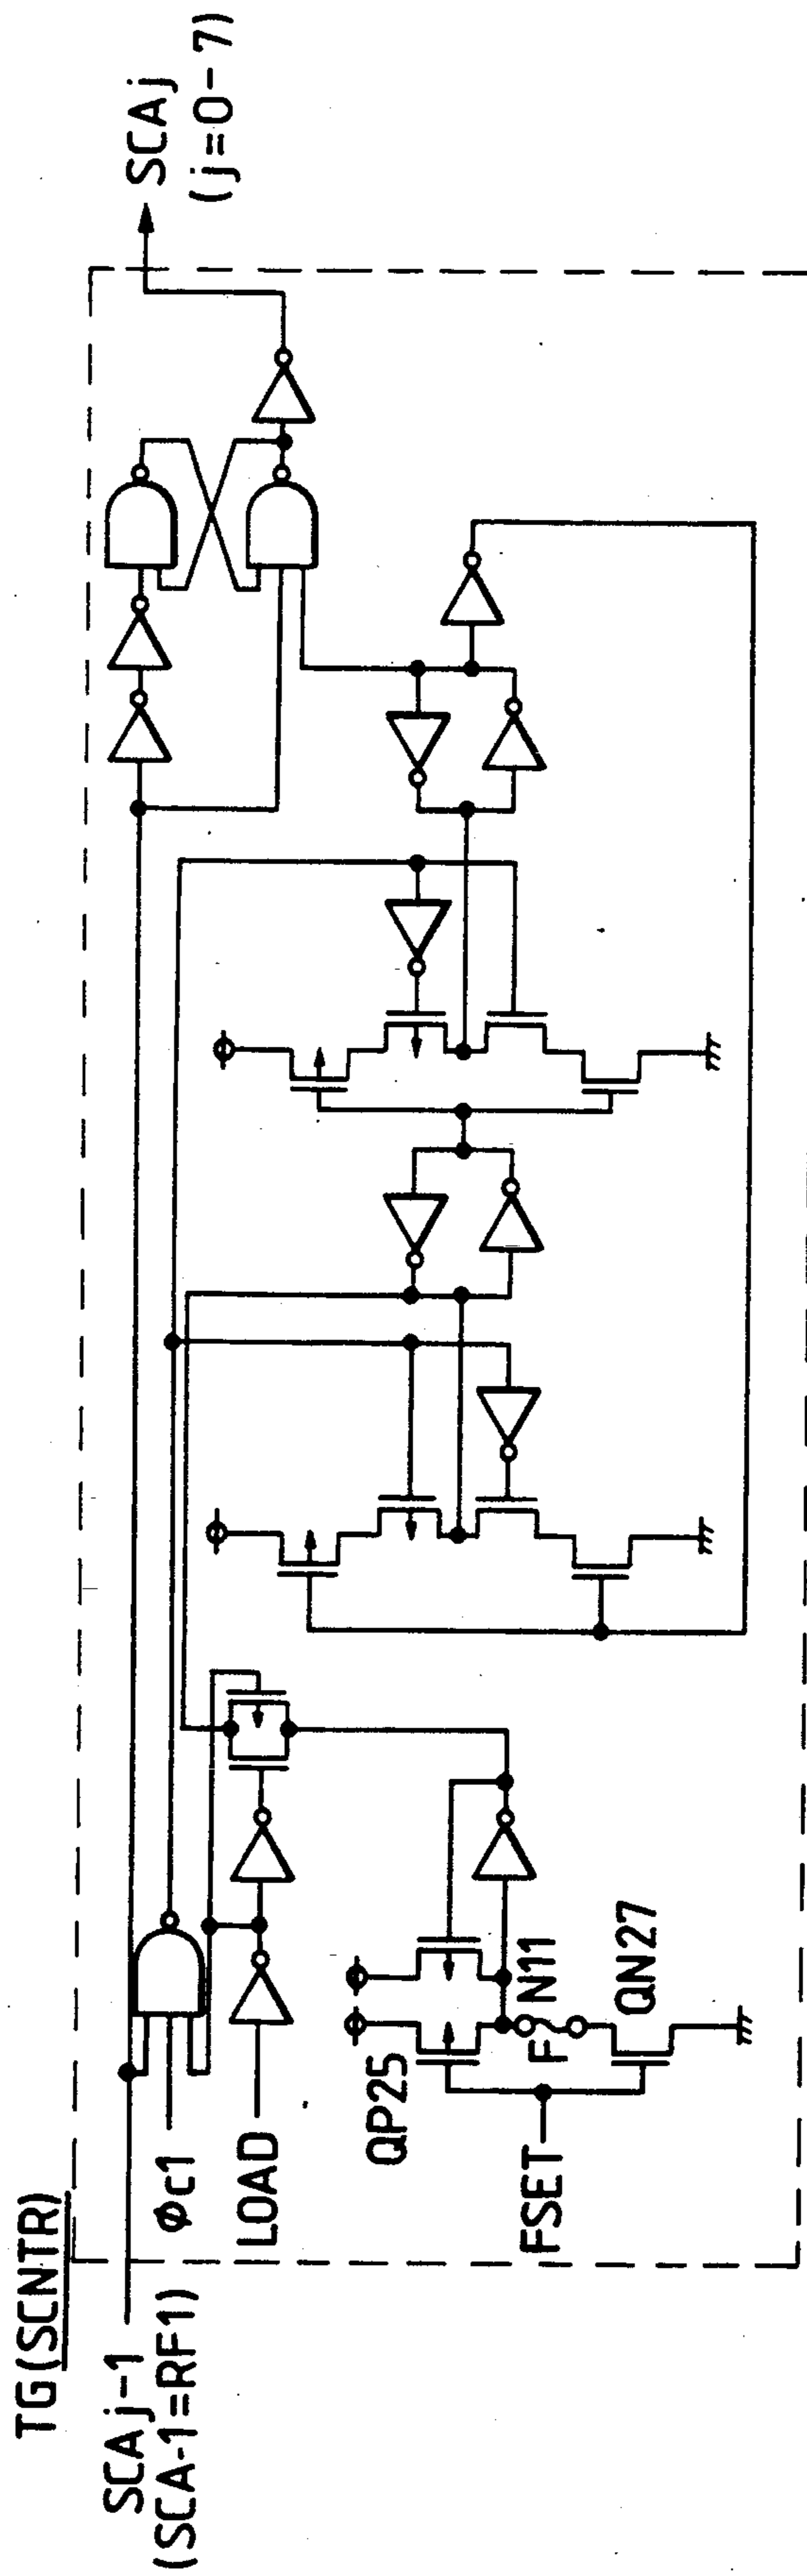 TG(SCNTR)
SCAj-1
(SCA-1=RF1)
φc1
LOAD
FSET
QP25
N11
F
QN27
SCAj
(j=0-7)